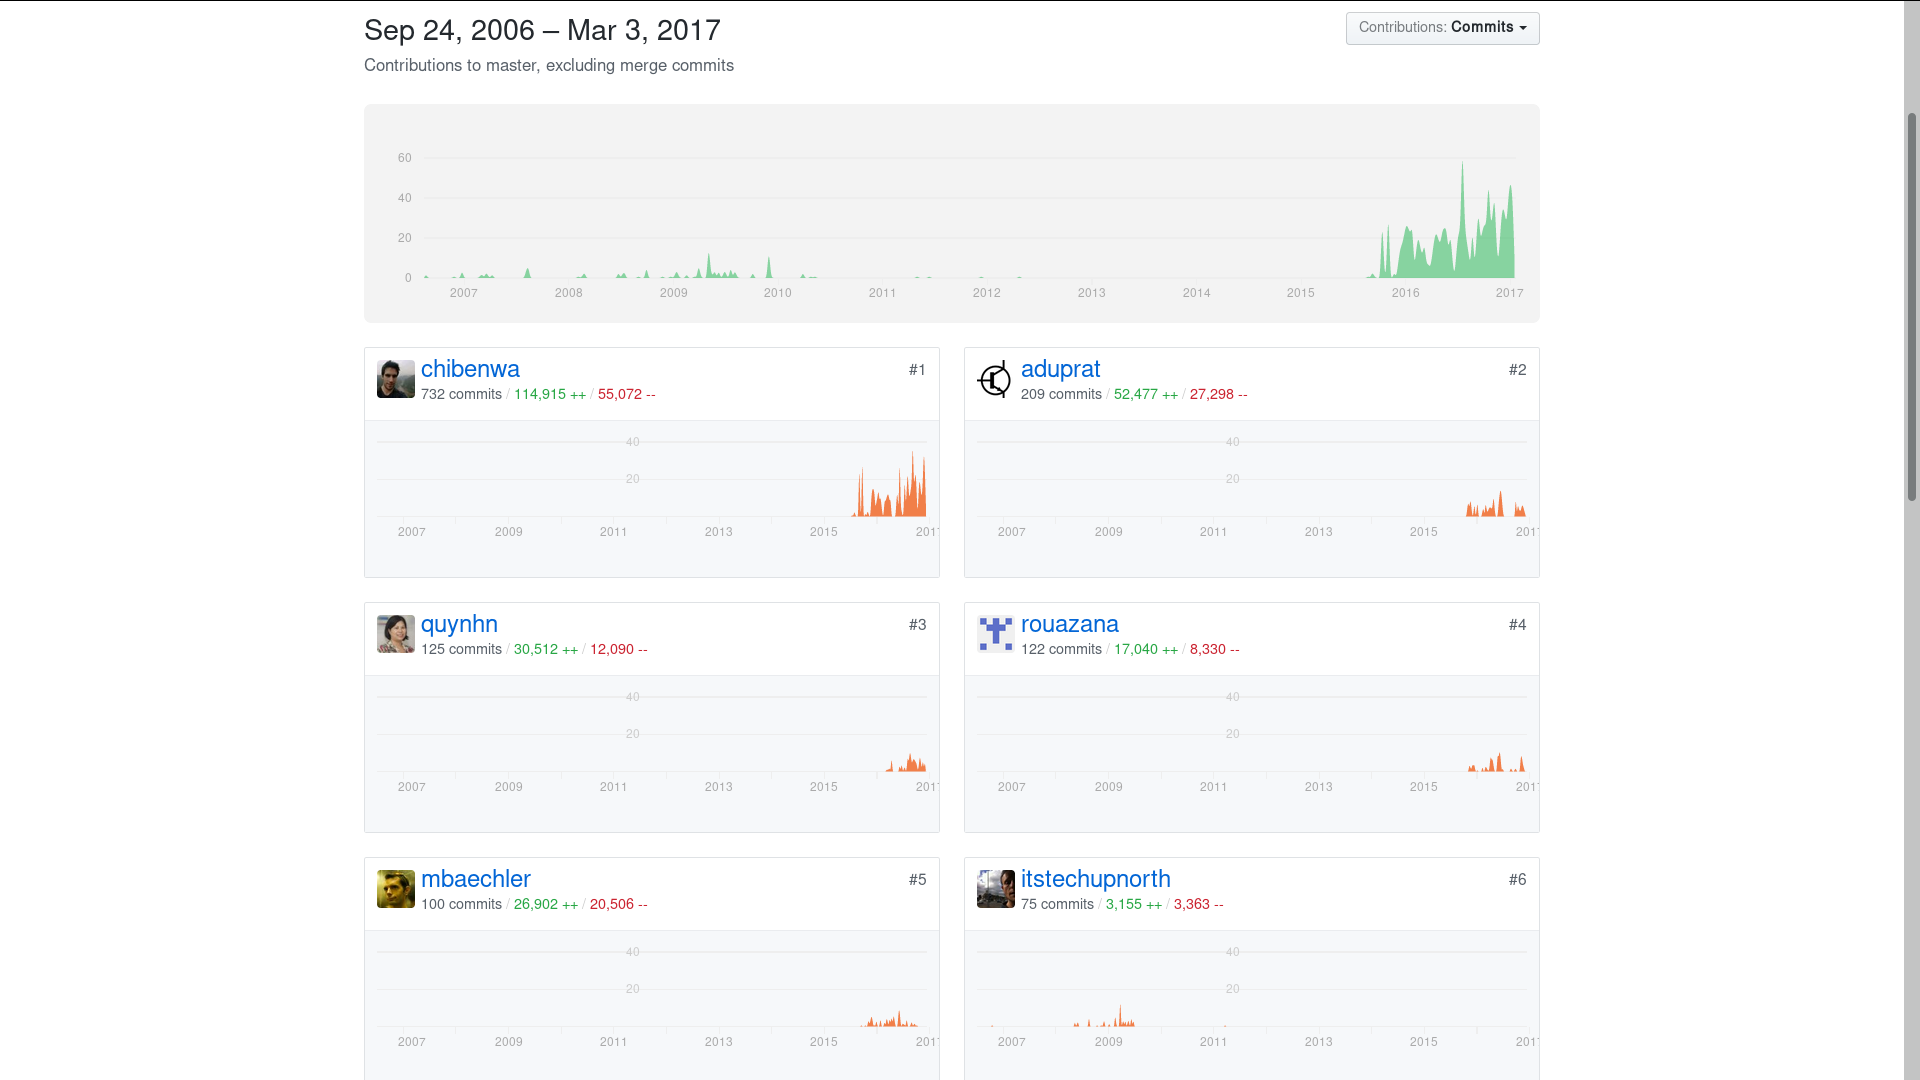 Sep 24, 2006 – Mar 3, 2017
Contributions: Commits
Contributions to master, excluding merge commits
60
40
20
0
2007 2008 2009 2010 2011 2012 2013 2014 2015 2016 2017
chibenwa #1
732 commits / 114,915 ++ / 55,072 --
40
20
2007 2009 2011 2013 2015 2017
aduprat #2
209 commits / 52,477 ++ / 27,298 --
40
20
2007 2009 2011 2013 2015 2017
quynhn #3
125 commits / 30,512 ++ / 12,090 --
40
20
2007 2009 2011 2013 2015 2017
rouazana #4
122 commits / 17,040 ++ / 8,330 --
40
20
2007 2009 2011 2013 2015 2017
mbaechler #5
100 commits / 26,902 ++ / 20,506 --
40
20
2007 2009 2011 2013 2015 2017
itstechupnorth #6
75 commits / 3,155 ++ / 3,363 --
40
20
2007 2009 2011 2013 2015 2017